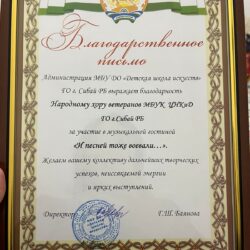 Благодарственное
письмо
Администрация МБУ ДО «Детская школа искусств»
ГО г. Сибай РБ выражает благодарность
Народному хору ветеранов МБУК ЦНКиД
ГО г.Сибай РБ
за участие в музыкальной гостиной
«И песней тоже воевали…».
Желаем вашему коллективу дальнейших творческих
успехов, неиссякаемой энергии
и ярких выступлений.
Директор
Г.Ш. Баянова